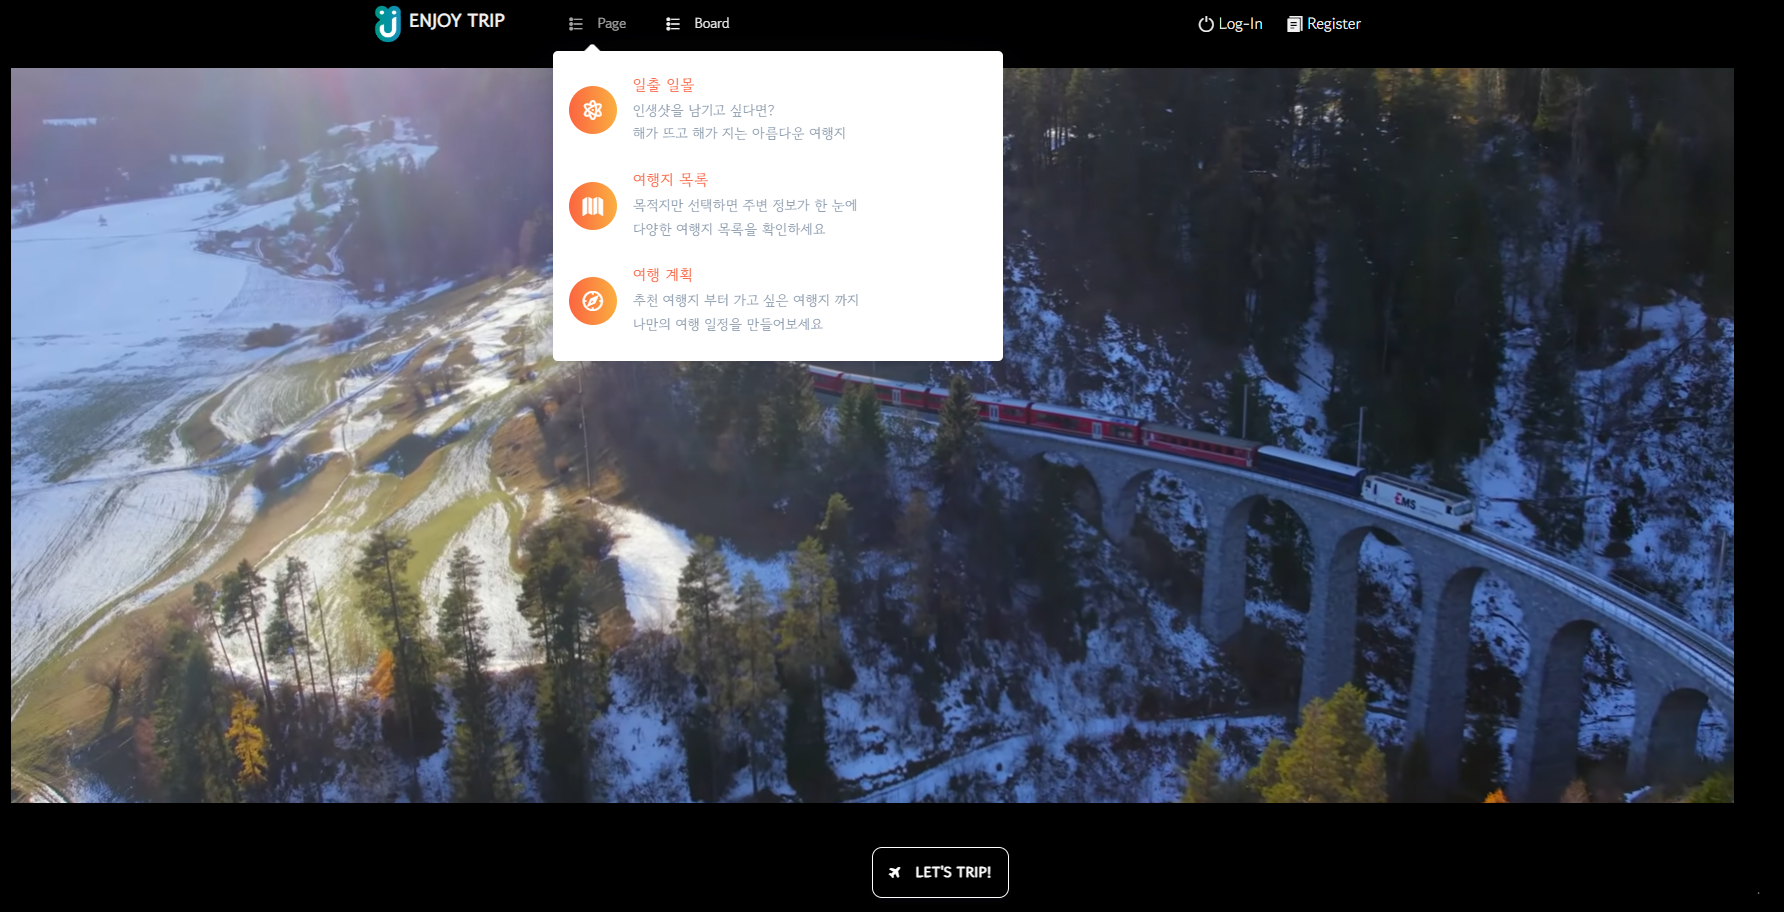 ENJOY TRIP
Page
Board
Log-In
Register
일출 일몰
인생샷을 남기고 싶다면?
해가 뜨고 해가 지는 아름다운 여행지
여행지 목록
목적지만 선택하면 주변 정보가 한 눈에
다양한 여행지 목록을 확인하세요
여행 계획
추천 여행지 부터 가고 싶은 여행지 까지
나만의 여행 일정을 만들어보세요
EMS
LET'S TRIP!